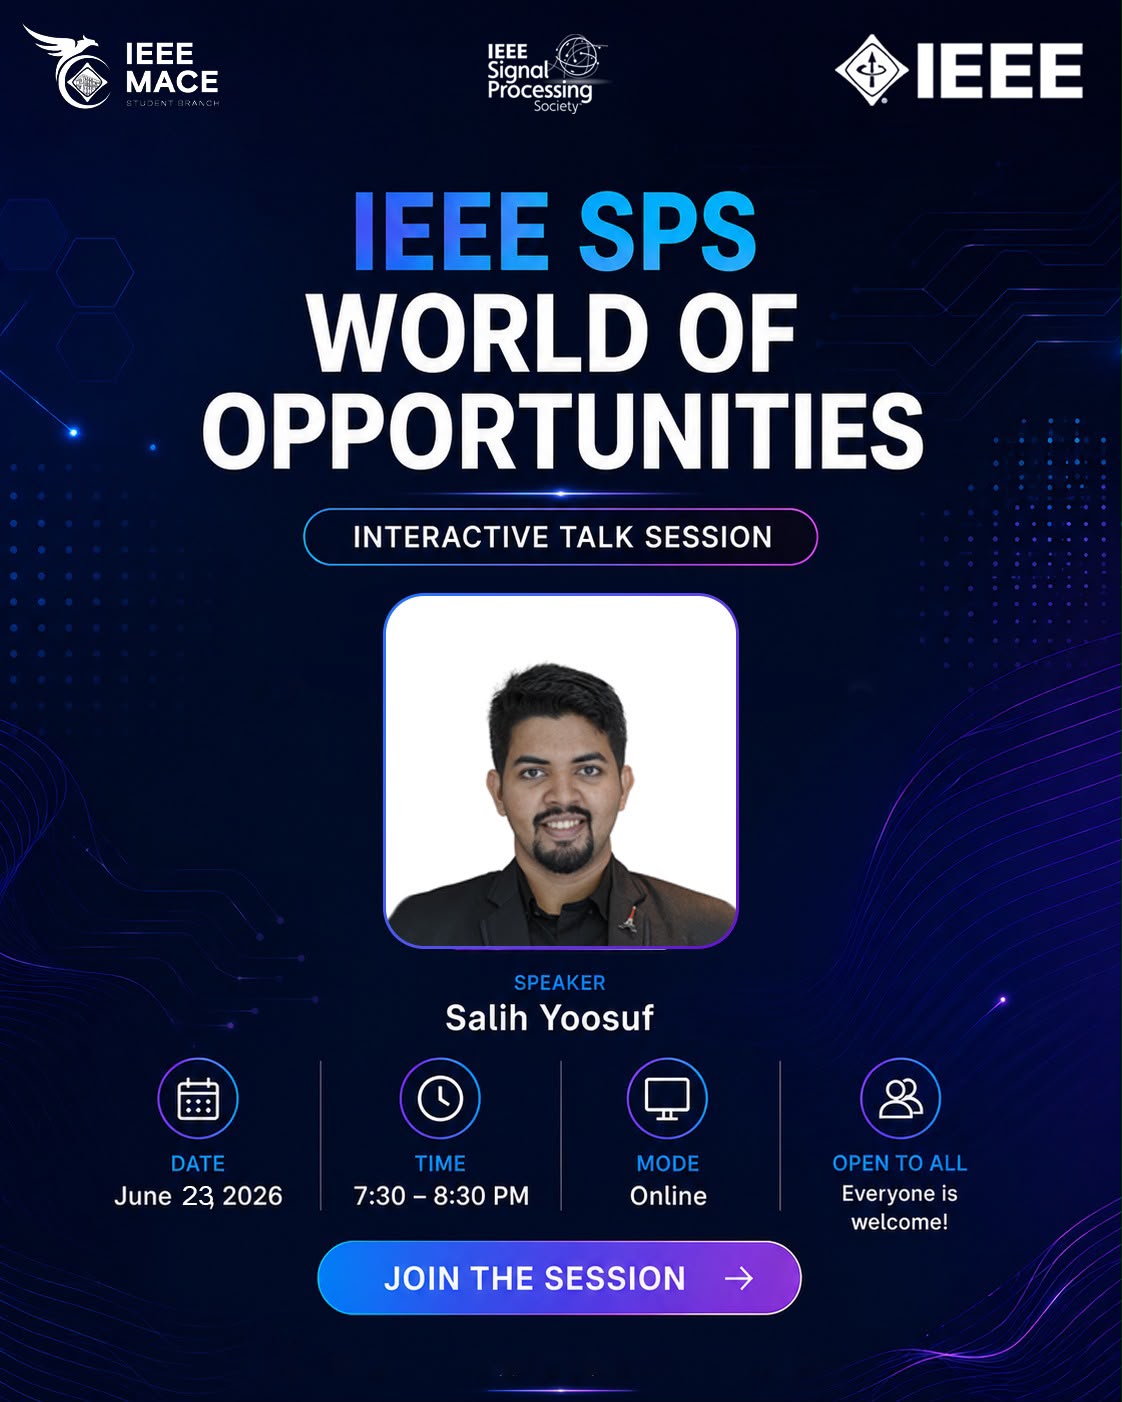 IEEE
MACE
STUDENT BRANCH
IEEE
Signal
Processing
Society
IEEE
IEEE SPS
WORLD OF
OPPORTUNITIES
INTERACTIVE TALK SESSION
SPEAKER
Salih Yoosuf
DATE
June 23, 2026
TIME
7:30 – 8:30 PM
MODE
Online
OPEN TO ALL
Everyone is
welcome!
JOIN THE SESSION →